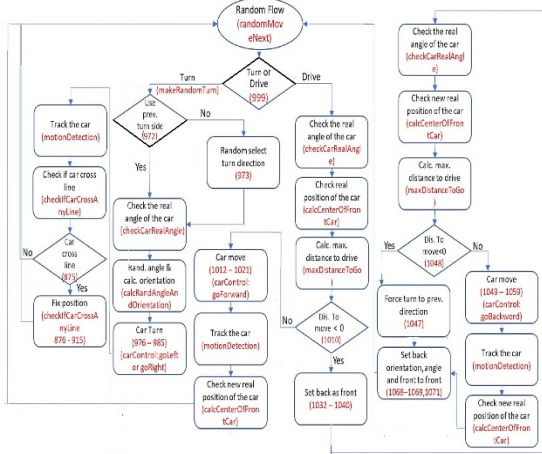 Random Flow
(randomMov
eNext)
Turn or
Drive
(999)
Turn
(makeRandomTurn)
Drive
Use
prev.
turn side
(972)
No
Yes
Random select
turn direction
(973)
Check the real
angle of the car
(checkCarRealAngle)
Rand. angle &
calc. orientation
(calcRandAngleAn
dOrientation)
Car Turn
(976 – 985)
(carControl:goLeft
or goRight)
Track the car
(motionDetection)
Check if car cross
line
(checkIfCarCrossA
nyLine)
Car
cross
line
(875)
No
Yes
Fix position
(checkIfCarCrossA
nyLine
876 - 915)
Check the real
angle of the car
(checkCarRealAngl
e)
Check real
position of the car
(calcCenterOfFron
tCar)
Calc. max.
distance to drive
(maxDistanceToGo
)
Dis. To
move < 0
(1010)
No
Yes
Car move
(1012 – 1021)
(carControl:
goForward)
Track the car
(motionDetection)
Check new real
position of the car
(calcCenterOfFron
tCar)
Set back as front
(1032 – 1040)
Check the real
angle of the car
(checkCarRealAngl
e)
Check new real
position of the car
(calcCenterOfFron
tCar)
Calc. max.
distance to drive
(maxDistanceToGo
)
Dis. To
move<0
(1048)
Yes
No
Force turn to prev.
direction
(1047)
Set back
orientation, angle
and front to front
(1068–1069,1071)
Car move
(1049 – 1059)
(carControl:
goBackword)
Track the car
(motionDetection)
Check new real
position of the car
(calcCenterOfFron
tCar)